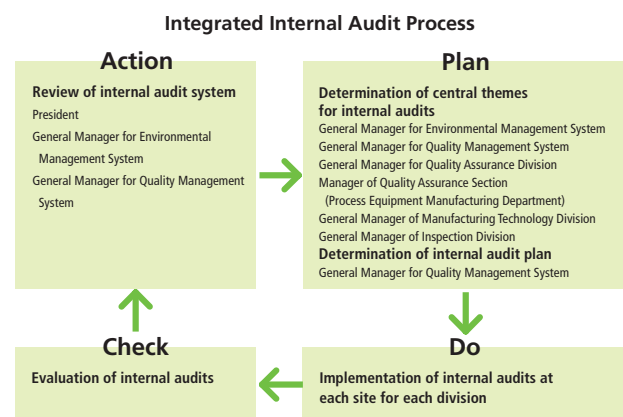 Integrated Internal Audit Process
Action
Review of internal audit system
President
General Manager for Environmental
Management System
General Manager for Quality Management
System
Plan
Determination of central themes
for internal audits
General Manager for Environmental Management System
General Manager for Quality Management System
General Manager for Quality Assurance Division
Manager of Quality Assurance Section
(Process Equipment Manufacturing Department)
General Manager of Manufacturing Technology Division
General Manager of Inspection Division
Determination of internal audit plan
General Manager for Quality Management System
Check
Evaluation of internal audits
Do
Implementation of internal audits at
each site for each division